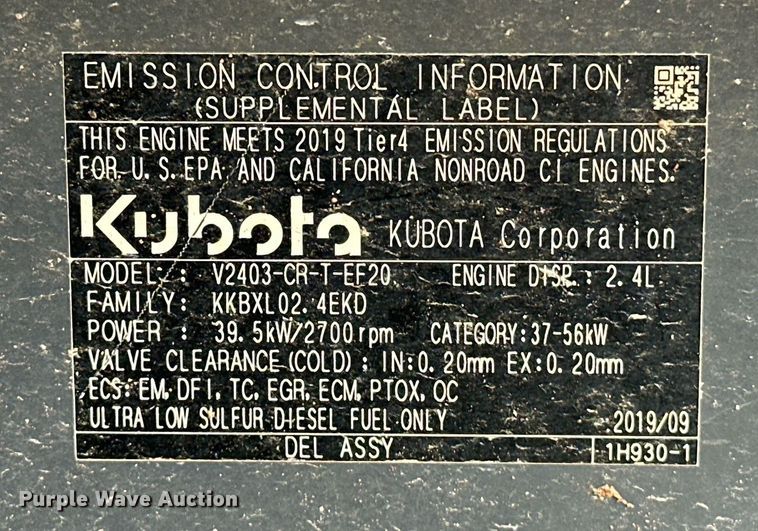 EMISSION CONTROL INFORMATION
(SUPPLEMENTAL LABEL)
THIS ENGINE MEETS 2019 Tier4 EMISSION REGULATIONS
FOR U.S.EPA AND CALIFORNIA NONROAD CI ENGINES.
Kubota KUBOTA Corporation
MODEL : V2403-CR-T-EF20 ENGINE DISP.: 2.4L
FAMILY: KKBXL02.4EKD
POWER : 39.5kW/2700rpm CATEGORY:37-56kW
VALVE CLEARANCE(COLD): IN:0.20mm EX:0.20mm
ECS:EM,DFI,TC,EGR,ECM,PTOX,OC
ULTRA LOW SULFUR DIESEL FUEL ONLY 2019/09
DEL ASSY 1H930-1
Purple Wave Auction